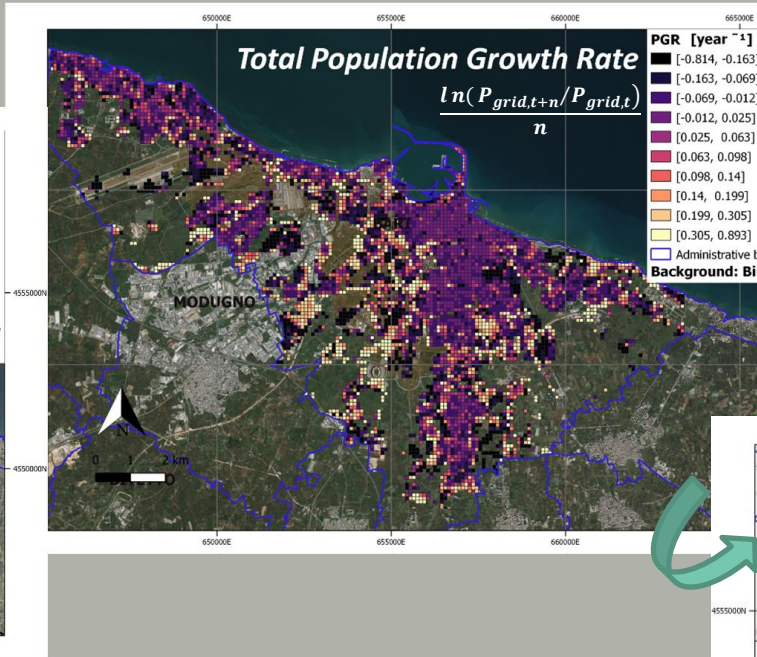 650000E 655000E 660000E 665000E
Total Population Growth Rate
ln(P_grid,t+n/P_grid,t)
n
PGR [year ⁻¹]
[-0.814, -0.163]
[-0.163, -0.069]
[-0.069, -0.012]
[-0.012, 0.025]
[0.025, 0.063]
[0.063, 0.098]
[0.098, 0.14]
[0.14, 0.199]
[0.199, 0.305]
[0.305, 0.893]
Administrative b
Background: Bi
4555000N
MODUGNO
N
0 1 2 km
4550000N
650000E 655000E 660000E
4555000N